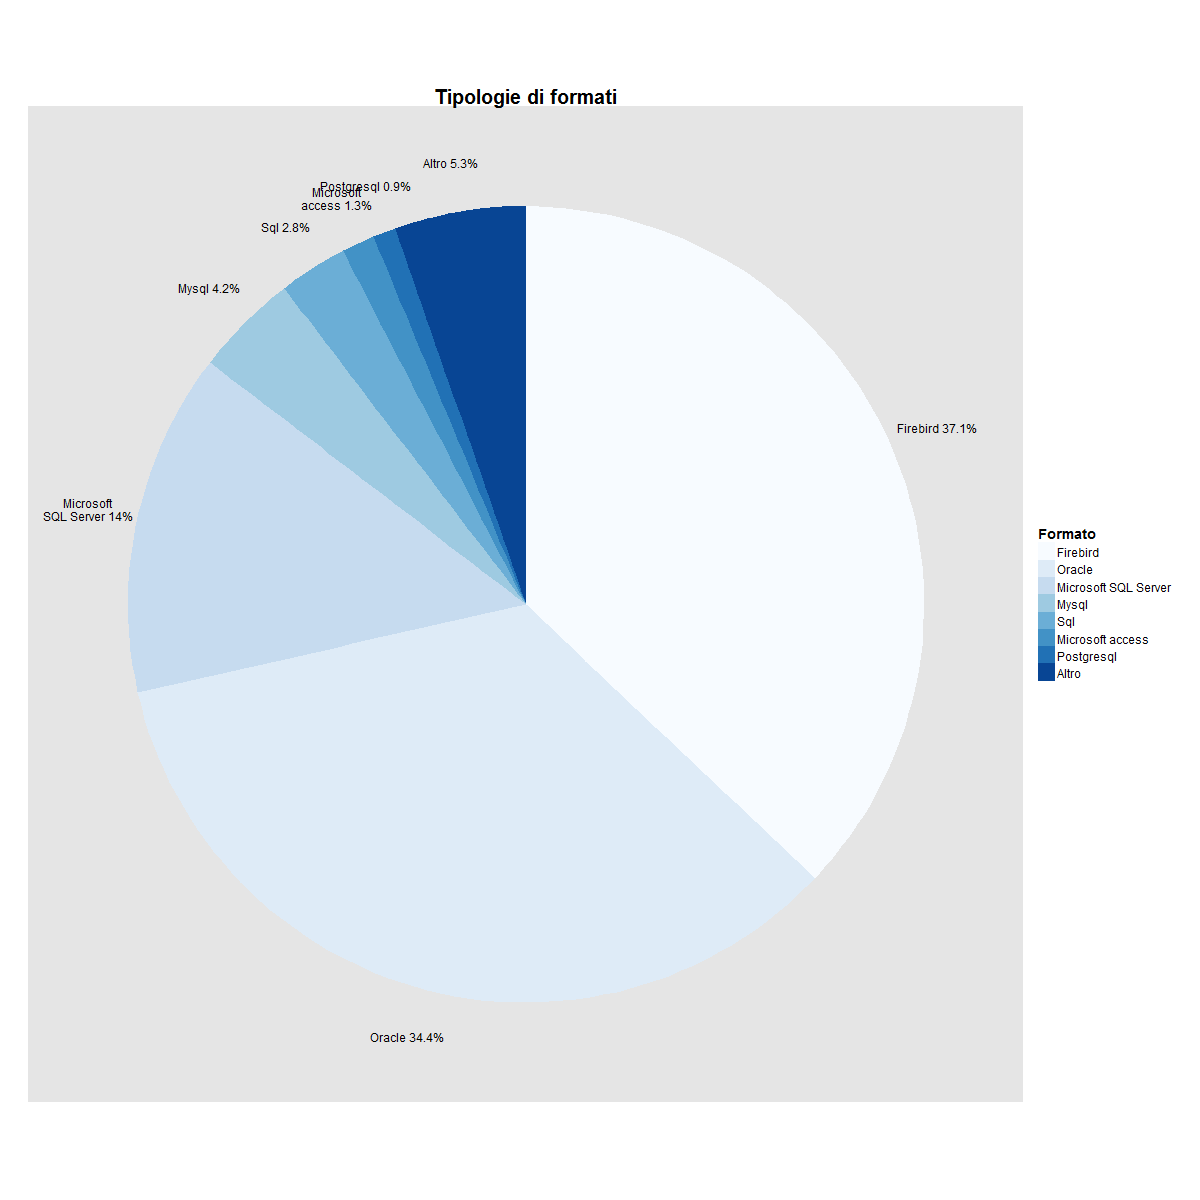 Tipologie di formati
Altro 5.3%
Postgresql 0.9%
Microsoft
access 1.3%
Sql 2.8%
Mysql 4.2%
Firebird 37.1%
Microsoft
SQL Server 14%
Oracle 34.4%
Formato
Firebird
Oracle
Microsoft SQL Server
Mysql
Sql
Microsoft access
Postgresql
Altro